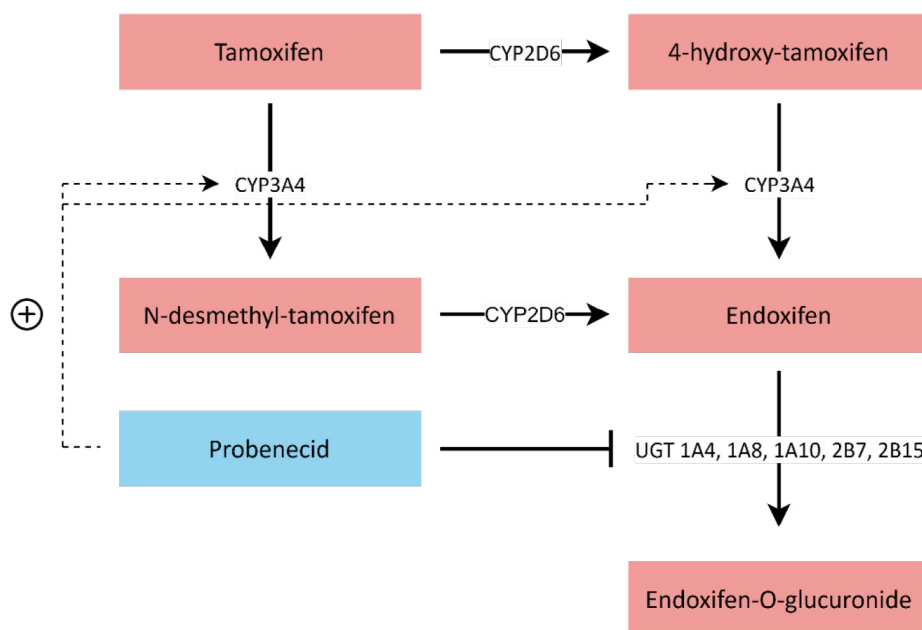 Tamoxifen
CYP2D6
4-hydroxy-tamoxifen
CYP3A4
CYP3A4
+
N-desmethyl-tamoxifen
CYP2D6
Endoxifen
Probenecid
UGT 1A4, 1A8, 1A10, 2B7, 2B15
Endoxifen-O-glucuronide